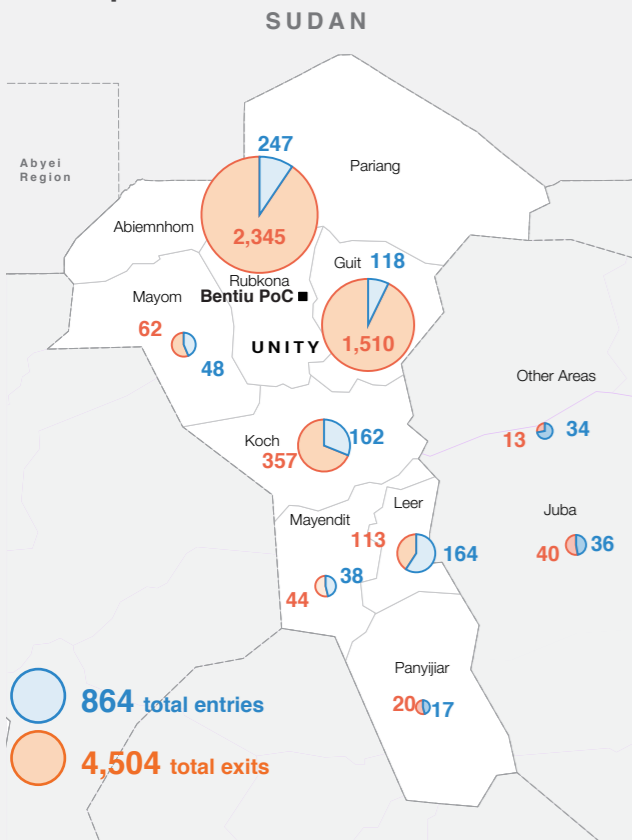 SUDAN
Abyei
Region
247
Pariang
2,345
Abiemnhom
Rubkona
Guit 118
Bentiu PoC
Mayom
62
48
UNITY
1,510
Other Areas
13 34
Koch
162
357
Leer
Mayendit
113
164
Juba
40 36
38
44
Panyijiar
20 17
864 total entries
4,504 total exits